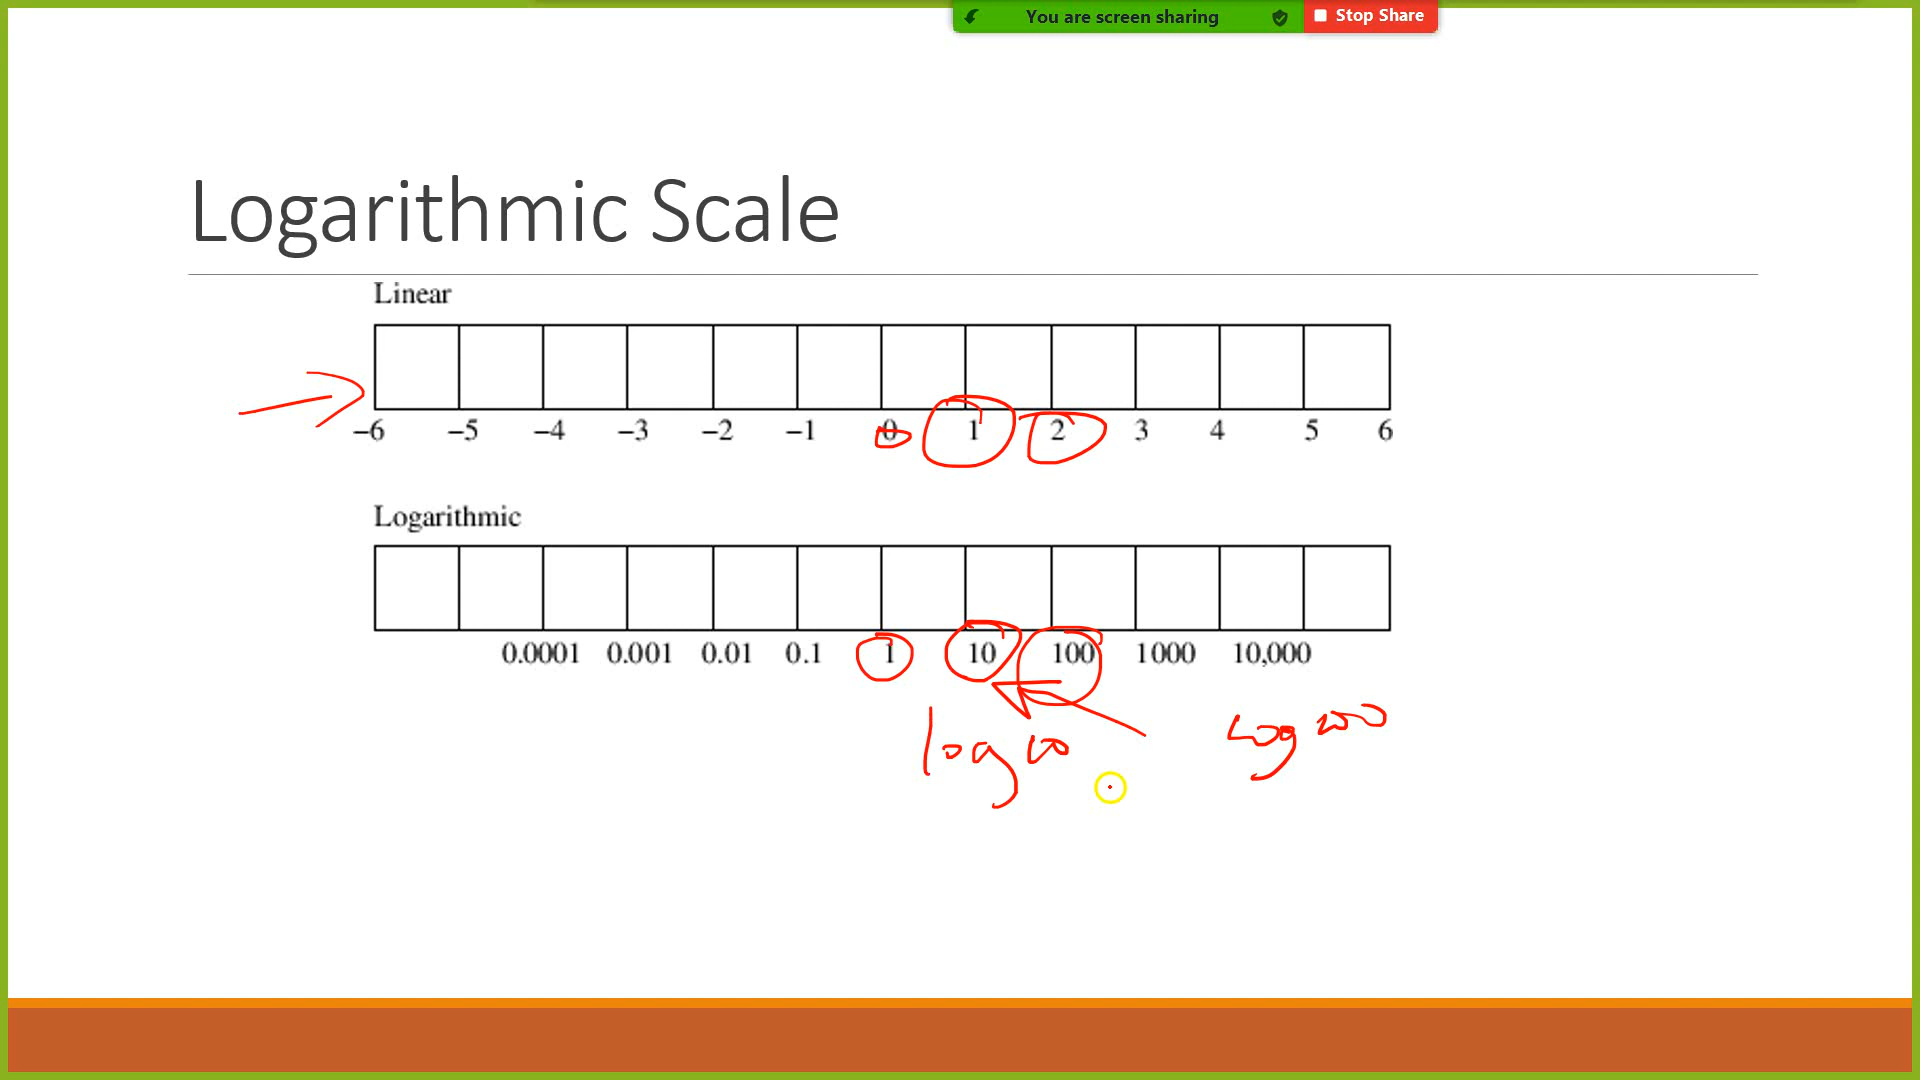 You are screen sharing Stop Share
Logarithmic Scale
Linear
–6 –5 –4 –3 –2 –1 0 1 2 3 4 5 6
Logarithmic
0.0001 0.001 0.01 0.1 1 10 100 1000 10,000
log log